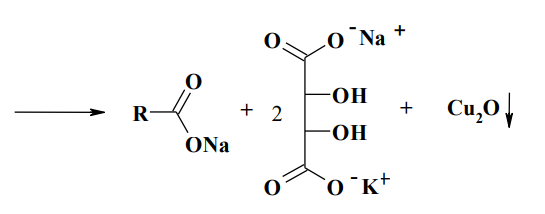 O O⁻Na⁺
O
R + 2 OH + Cu₂O↓
OH
ONa
O O⁻K⁺